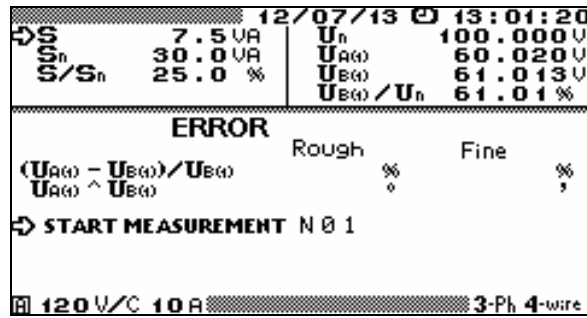 12/07/13 13:01:20
S 7.5 VA
Sn 30.0 VA
S/Sn 25.0 %
Un 100.000 V
UA(1) 60.020 V
UB(1) 61.013 V
UB(1)/Un 61.01 %
ERROR
Rough Fine
(UA(1) - UB(1))/UB(1) % %
UA(1) ^ UB(1) ° ,
START MEASUREMENT N01
A 120 V/C 10 A 3-Ph 4-wire